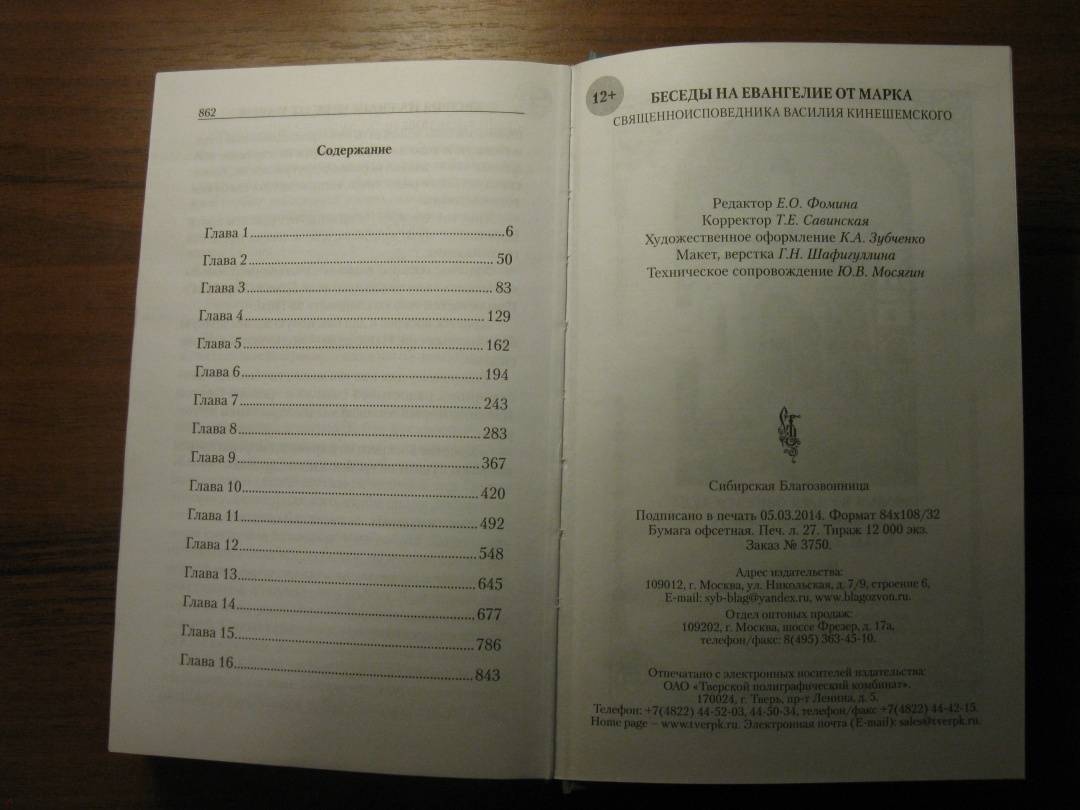 862
Содержание
Глава 1..........6
Глава 2..........50
Глава 3..........83
Глава 4..........129
Глава 5..........162
Глава 6..........194
Глава 7..........243
Глава 8..........283
Глава 9..........367
Глава 10..........420
Глава 11..........492
Глава 12..........548
Глава 13..........645
Глава 14..........677
Глава 15..........786
Глава 16..........843
12+
БЕСЕДЫ НА ЕВАНГЕЛИЕ ОТ МАРКА
СВЯЩЕННОИСПОВЕДНИКА ВАСИЛИЯ КИНЕШЕМСКОГО
Редактор Е.О. Фомина
Корректор Т.Е. Савинская
Художественное оформление К.А. Зубченко
Макет, верстка Г.Н. Шафигуллина
Техническое сопровождение Ю.В. Мосягин
СБ
Сибирская Благозвонница
Подписано в печать 05.03.2014. Формат 84х108/32
Бумага офсетная. Печ. л. 27. Тираж 12 000 экз.
Заказ № 3750.
Адрес издательства:
109012, г. Москва, ул. Никольская, д. 7/9, строение 6,
E-mail: syb-blag@yandex.ru, www.blagozvon.ru.
Отдел оптовых продаж:
109202, г. Москва, шоссе Фрезер, д. 17а,
телефон/факс: 8(495) 363-45-10.
Отпечатано с электронных носителей издательства:
ОАО «Тверской полиграфический комбинат».
170024, г. Тверь, пр-т Ленина, д. 5.
Телефон: +7(4822) 44-52-03, 44-50-34, телефон/факс +7(4822) 44-42-15.
Home page – www.tverpk.ru. Электронная почта (E-mail): sales@tverpk.ru.